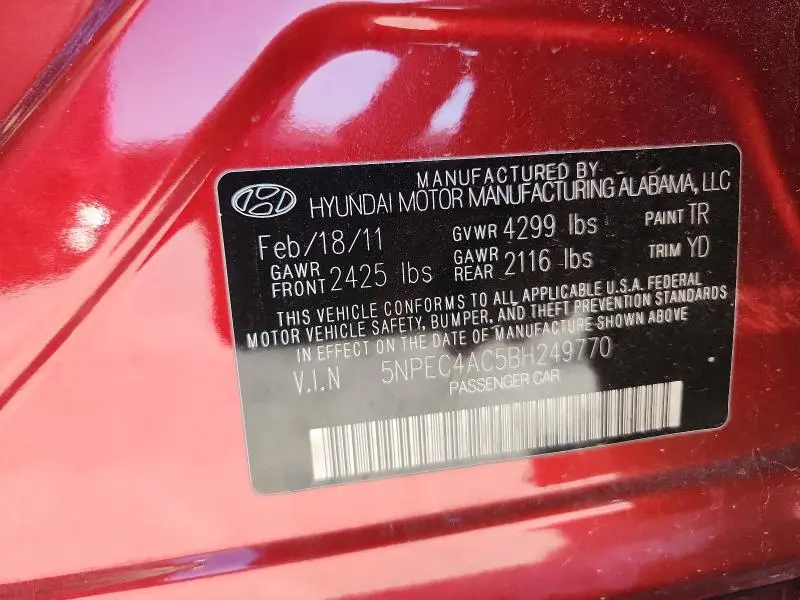 MANUFACTURED BY
HYUNDAI MOTOR MANUFACTURING ALABAMA, LLC
Feb/18/11 GVWR 4299 lbs PAINT TR
GAWR FRONT 2425 lbs GAWR REAR 2116 lbs TRIM YD
THIS VEHICLE CONFORMS TO ALL APPLICABLE U.S.A. FEDERAL
MOTOR VEHICLE SAFETY, BUMPER, AND THEFT PREVENTION STANDARDS
IN EFFECT ON THE DATE OF MANUFACTURE SHOWN ABOVE
V.I.N 5NPEC4AC5BH249770
PASSENGER CAR